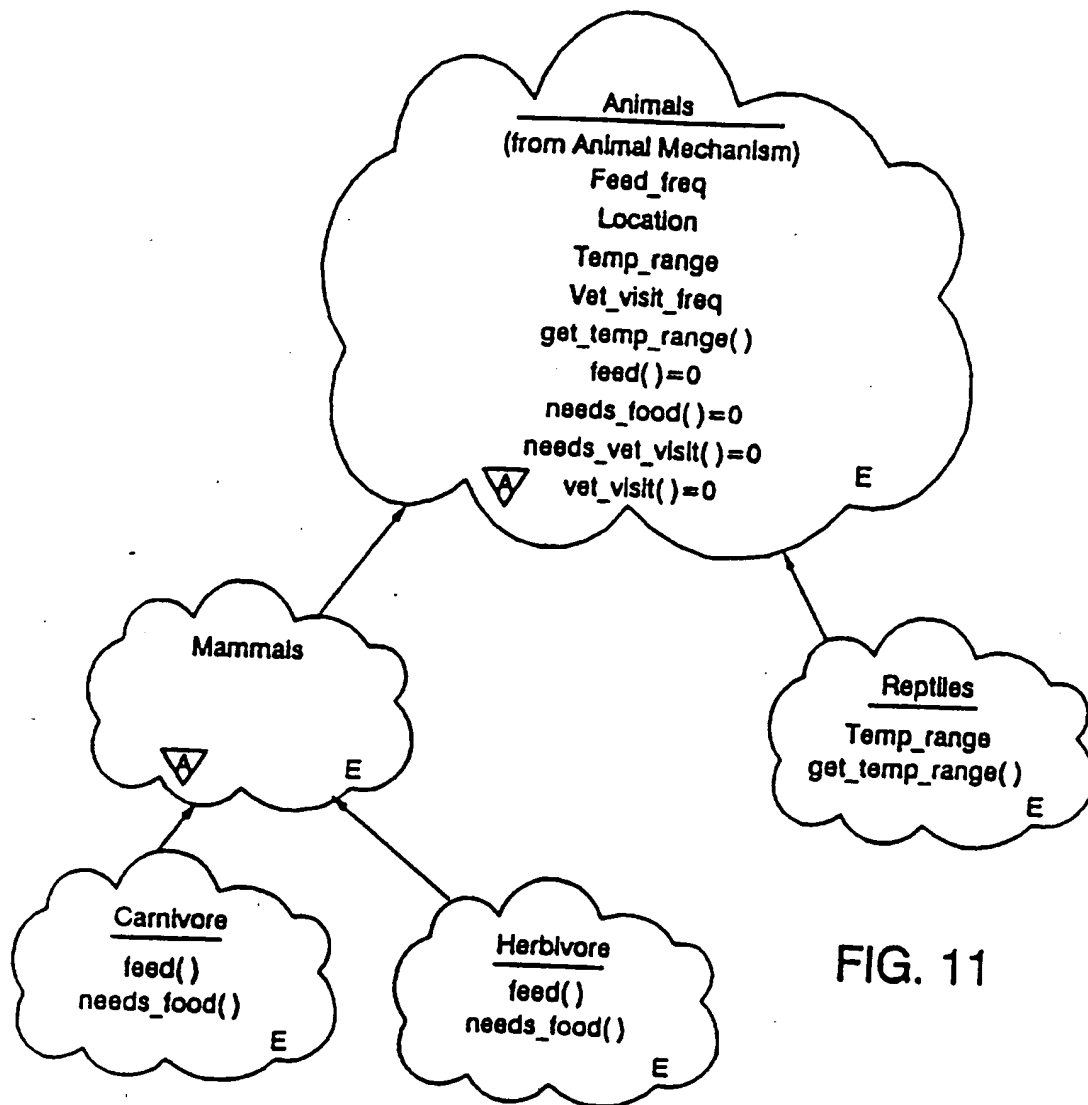 Animals
(from Animal Mechanism)
Feed_freq
Location
Temp_range
Vet_visit_freq
get_temp_range( )
feed( )=0
needs_food( )=0
needs_vet_visit( )=0
A
vet_visit( )=0
E
Mammals
A
E
Reptiles
Temp_range
get_temp_range( )
E
Carnivore
feed( )
needs_food( )
E
Herbivore
feed( )
needs_food( )
E
FIG. 11